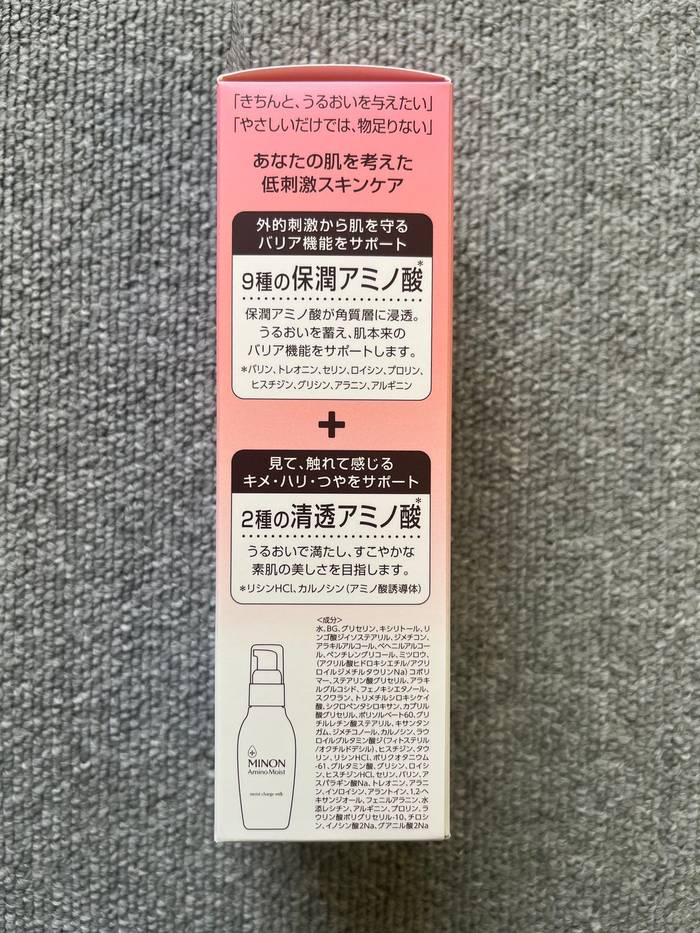 「きちんと、うるおいを与えたい」
「やさしいだけでは、物足りない」
あなたの肌を考えた
低刺激スキンケア
外的刺激から肌を守る
バリア機能をサポート
9種の保潤アミノ酸*
保潤アミノ酸が角質層に浸透。
うるおいを蓄え、肌本来の
バリア機能をサポートします。
*バリン、トレオニン、セリン、ロイシン、プロリン、
ヒスチジン、グリシン、アラニン、アルギニン
+
見て、触れて感じる
キメ・ハリ・つやをサポート
2種の清透アミノ酸*
うるおいで満たし、すこやかな
素肌の美しさを目指します。
*リシンHCl、カルノシン(アミノ酸誘導体)
<成分>
水、BG、グリセリン、キシリトール、リ
ンゴ酸ジイソステアリル、ジメチコン、
アラキルアルコール、ベヘニルアルコー
ル、ペンチレングリコール、ミツロウ、
(アクリル酸ヒドロキシエチル/アクリ
ロイルジメチルタウリンNa)コポリ
マー、ステアリン酸グリセリル、アラキ
ルグルコシド、フェノキシエタノール、
スクワラン、トリメチルシロキシケイ
酸、シクロペンタシロキサン、カプリル
酸グリセリル、ポリソルベート60、グリ
チルレチン酸ステアリル、キサンタン
ガム、ジメチコノール、カルノシン、ラウ
ロイルグルタミン酸ジ(フィトステリル
/オクチルドデシル)、ヒスチジン、タウ
リン、リシンHCl、ポリクオタニウム
-61、グルタミン酸、グリシン、ロイシ
ン、ヒスチジンHCl、セリン、バリン、ア
スパラギン酸Na、トレオニン、アラニ
ン、イソロイシン、アラントイン、1,2-ヘ
キサンジオール、フェニルアラニン、水
添レシチン、アルギニン、プロリン、ラ
ウリン酸ポリグリセリル-10、チロシ
ン、イノシン酸2Na、グアニル酸2Na
MINON
Amino Moist
moist charge milk